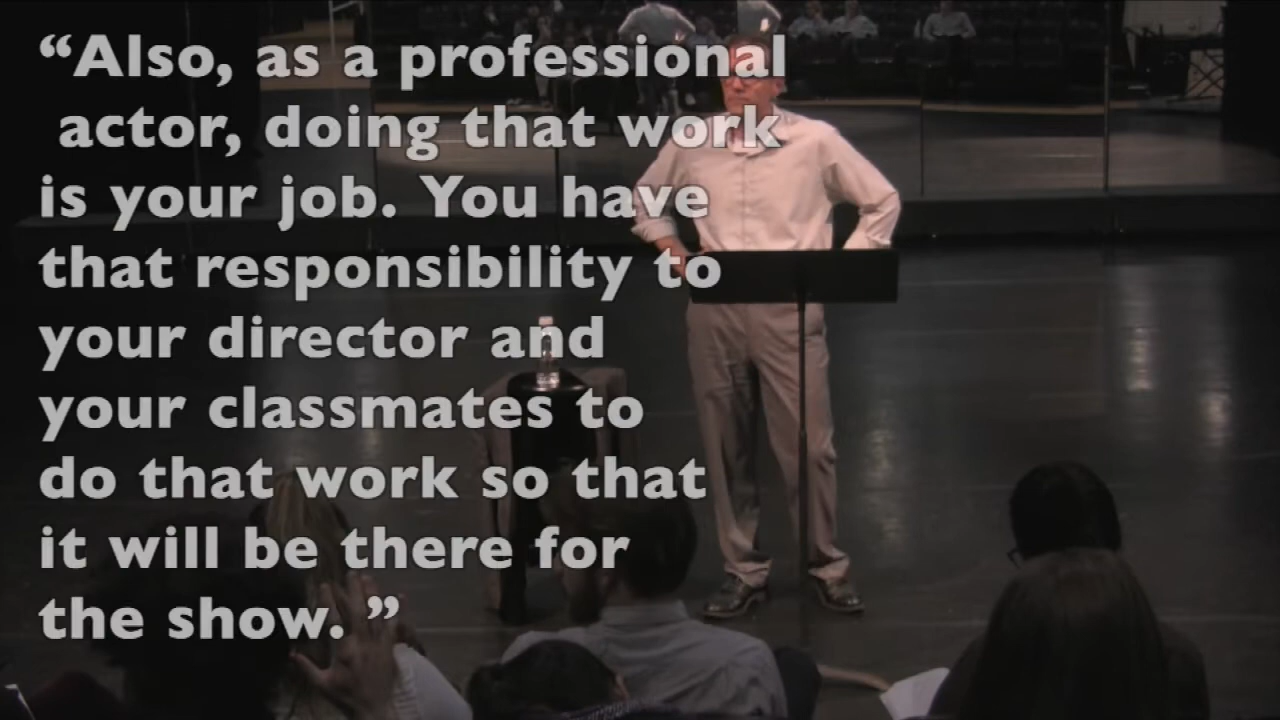 “Also, as a professional
actor, doing that work
is your job. You have
that responsibility to
your director and
your classmates to
do that work so that
it will be there for
the show. ”